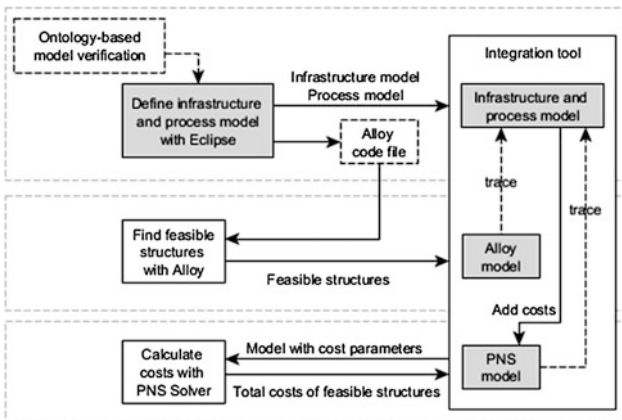 Ontology-based
model verification
Define infrastructure
and process model
with Eclipse
Infrastructure model
Process model
Alloy
code file
Integration tool
Infrastructure and
process model
trace
trace
Find feasible
structures
with Alloy
Feasible structures
Alloy
model
Add costs
Calculate
costs with
PNS Solver
Model with cost parameters
Total costs of feasible structures
PNS
model